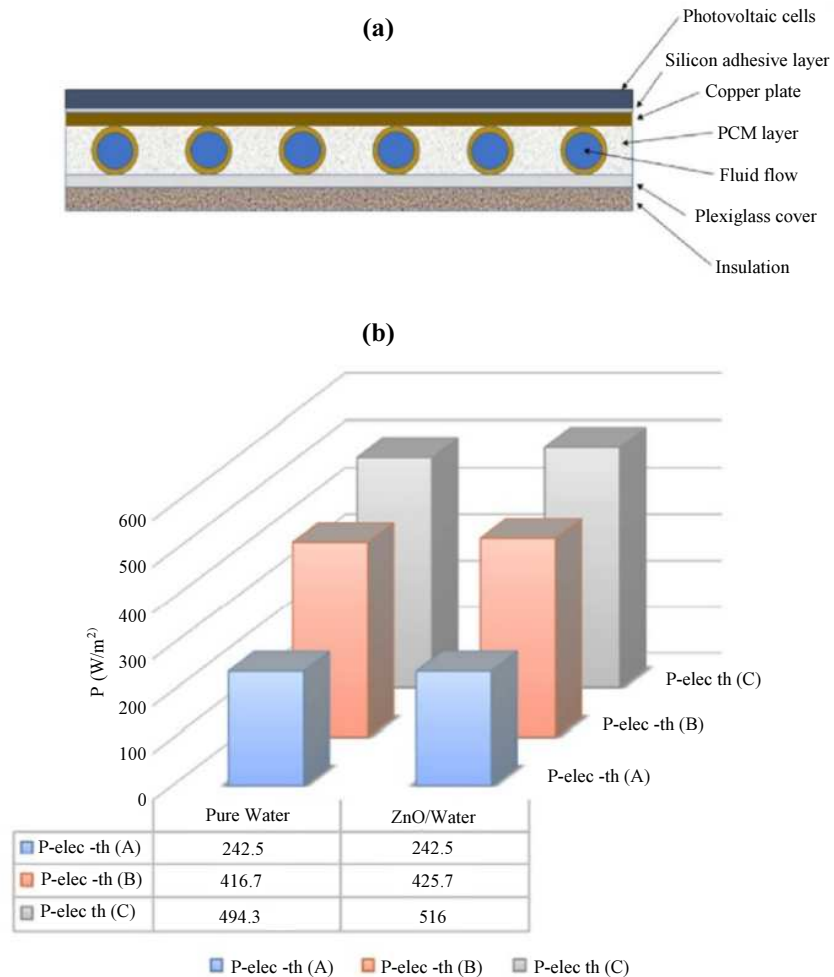 (a)
Photovoltaic cells
Silicon adhesive layer
Copper plate
PCM layer
Fluid flow
Plexiglass cover
Insulation
(b)
600
500
400
300
200
100
0
P (W/m²)
P-elec th (C)
P-elec -th (B)
P-elec -th (A)
Pure Water ZnO/Water
P-elec -th (A) 242.5 242.5
P-elec -th (B) 416.7 425.7
P-elec th (C) 494.3 516
P-elec -th (A) P-elec -th (B) P-elec th (C)